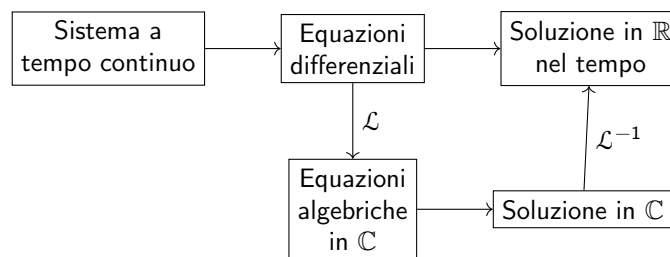 Sistema a
tempo continuo
Equazioni
differenziali
Soluzione in ℝ
nel tempo
ℒ
ℒ⁻¹
Equazioni
algebriche
in ℂ
Soluzione in ℂ